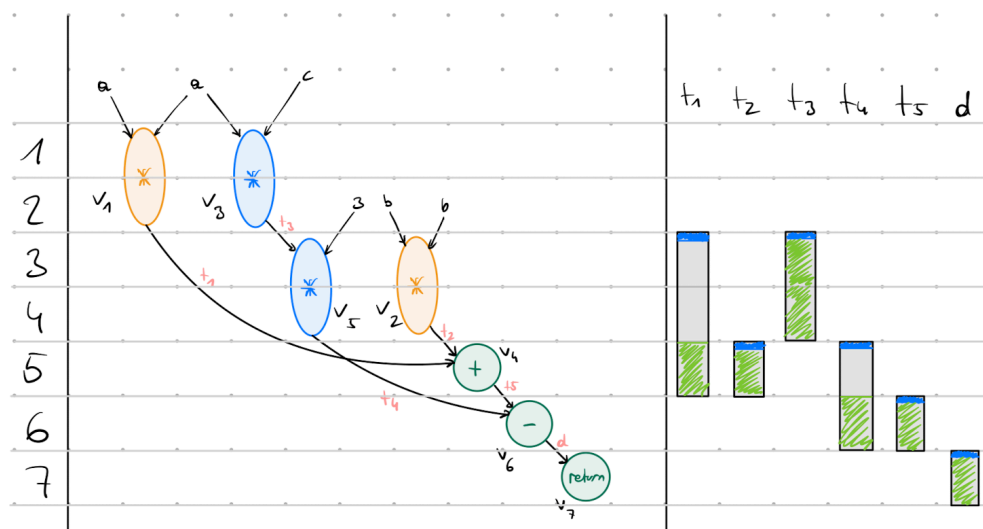 a a c
t₁ t₂ t₃ t₄ t₅ d
1
*
*
2
v₁ v₃ t₃ 3 b b
3
t₁ * *
4
v₅ v₂ t₂
5
+ v₄
t₄ t₅
6
- d
v₆
7
return
v₇